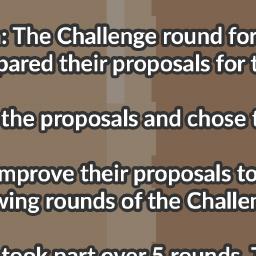 : The Challenge round for
pared their proposals for t
the proposals and chose t
mprove their proposals to
wing rounds of the Challen
took part over 5 rounds. T